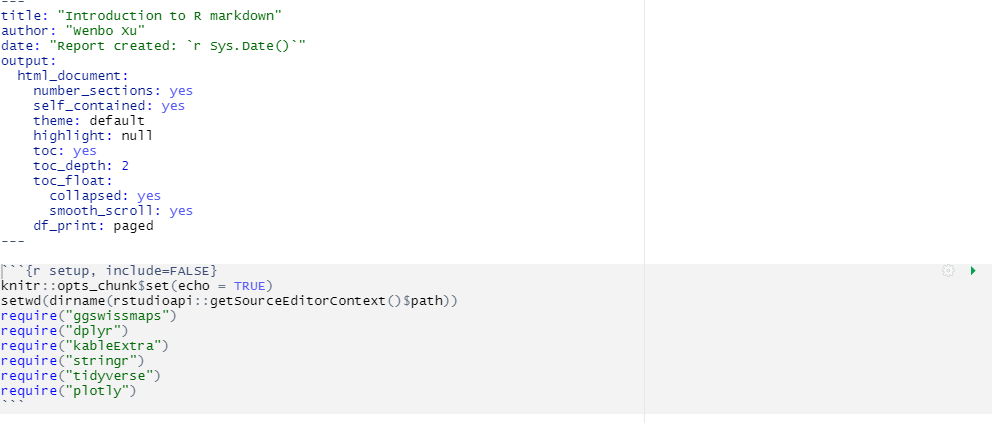 ---
title: "Introduction to R markdown"
author: "Wenbo Xu"
date: "Report created: `r Sys.Date()`"
output:
  html_document:
    number_sections: yes
    self_contained: yes
    theme: default
    highlight: null
    toc: yes
    toc_depth: 2
    toc_float:
      collapsed: yes
      smooth_scroll: yes
    df_print: paged
---
```{r setup, include=FALSE}
knitr::opts_chunk$set(echo = TRUE)
setwd(dirname(rstudioapi::getSourceEditorContext()$path))
require("ggswissmaps")
require("dplyr")
require("kableExtra")
require("stringr")
require("tidyverse")
require("plotly")
```